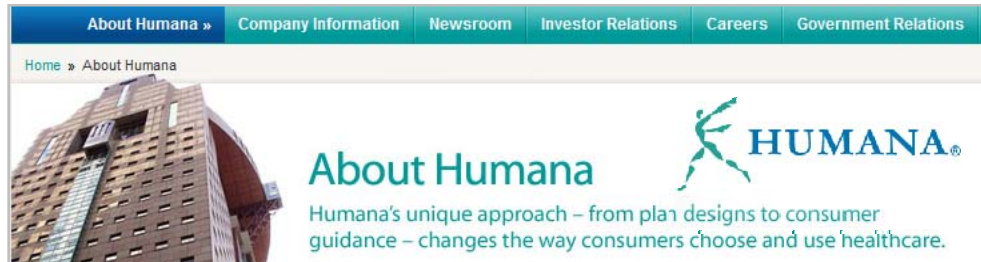 About Humana » Company Information Newsroom Investor Relations Careers Government Relations
Home » About Humana
HUMANA®
About Humana
Humana's unique approach – from plan designs to consumer
guidance – changes the way consumers choose and use healthcare.